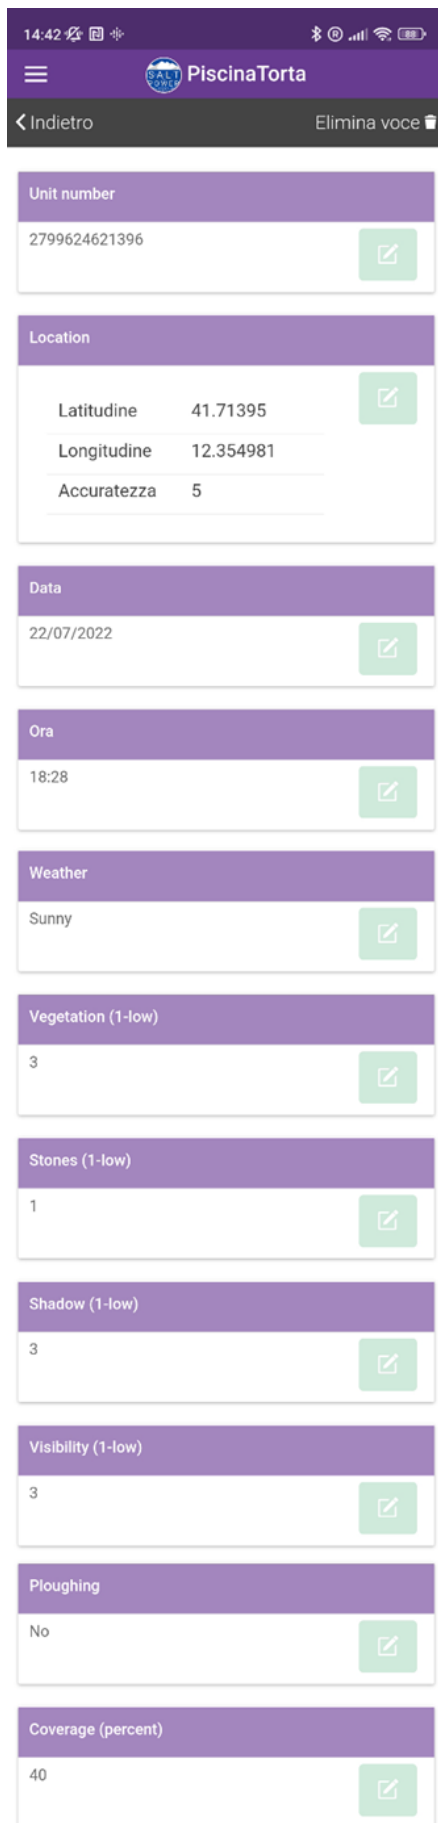 14:42
PiscinaTorta
SALT
POWER
Indietro Elimina voce
Unit number
2799624621396
Location
Latitudine 41.71395
Longitudine 12.354981
Accuratezza 5
Data
22/07/2022
Ora
18:28
Weather
Sunny
Vegetation (1-low)
3
Stones (1-low)
1
Shadow (1-low)
3
Visibility (1-low)
3
Ploughing
No
Coverage (percent)
40